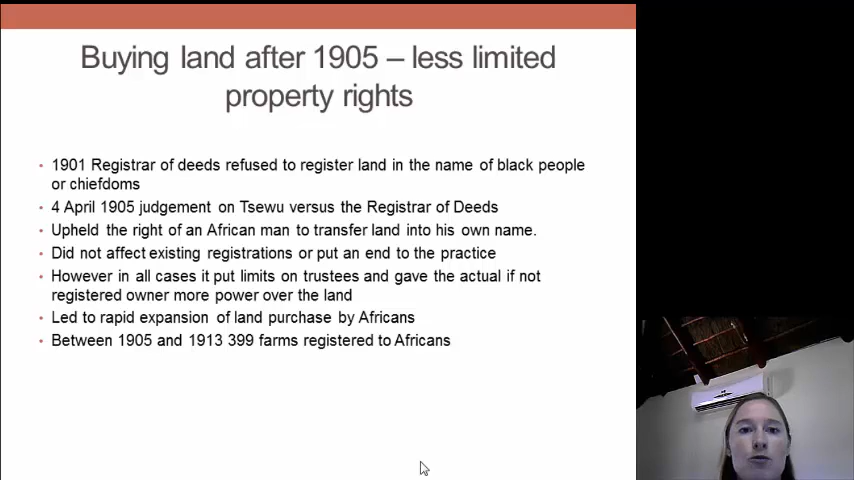 Buying land after 1905 – less limited
property rights
• 1901 Registrar of deeds refused to register land in the name of black people
or chiefdoms
• 4 April 1905 judgement on Tsewu versus the Registrar of Deeds
• Upheld the right of an African man to transfer land into his own name.
• Did not affect existing registrations or put an end to the practice
• However in all cases it put limits on trustees and gave the actual if not
registered owner more power over the land
• Led to rapid expansion of land purchase by Africans
• Between 1905 and 1913 399 farms registered to Africans